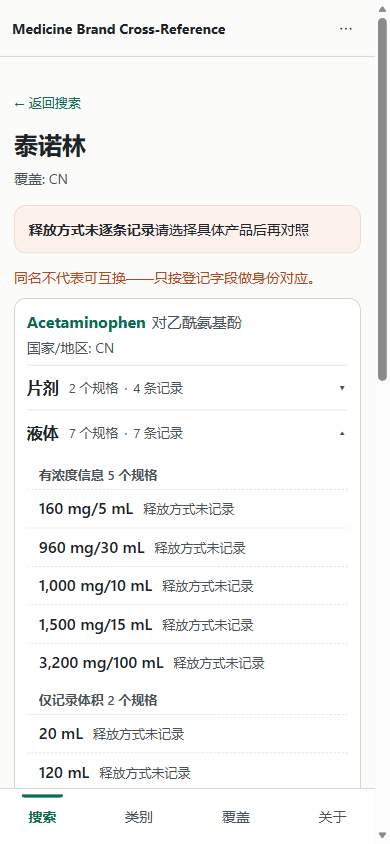 Medicine Brand Cross-Reference ...
← 返回搜索
泰诺林
覆盖: CN
释放方式未逐条记录请选择具体产品后再对照
同名不代表可互换——只按登记字段做身份对应。
Acetaminophen 对乙酰氨基酚
国家/地区: CN
片剂 2 个规格 · 4 条记录 ▾
液体 7 个规格 · 7 条记录 ▴
有浓度信息 5 个规格
160 mg/5 mL 释放方式未记录
960 mg/30 mL 释放方式未记录
1,000 mg/10 mL 释放方式未记录
1,500 mg/15 mL 释放方式未记录
3,200 mg/100 mL 释放方式未记录
仅记录体积 2 个规格
20 mL 释放方式未记录
120 mL 释放方式未记录
搜索 类别 覆盖 关于